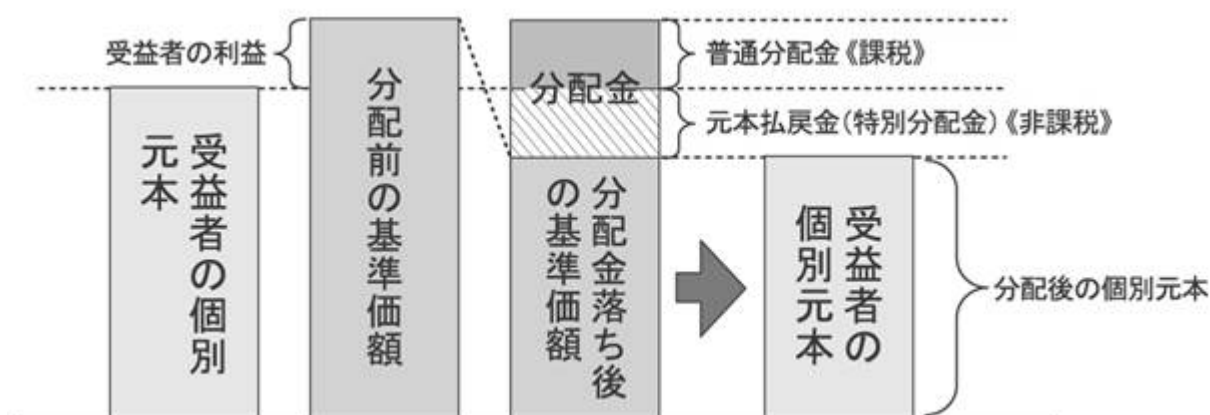 受益者の利益
受益者の個別
元本
分配前の基準価額
分配金
分配金落ち後
の基準価額
普通分配金《課税》
元本払戻金(特別分配金)《非課税》
受益者の
個別元本
分配後の個別元本